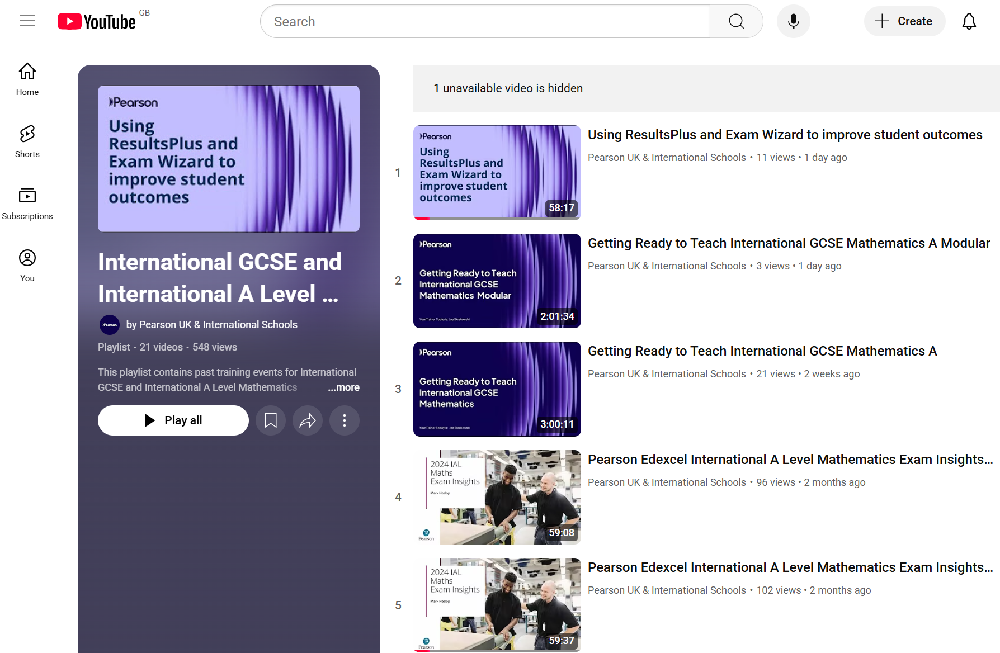 YouTube GB
Search
Create
Home
Shorts
Subscriptions
You
Pearson
Using
ResultsPlus and
Exam Wizard to
improve student
outcomes
International GCSE and
International A Level ...
Pearson
by Pearson UK & International Schools
Playlist • 21 videos • 548 views
This playlist contains past training events for International
GCSE and International A Level Mathematics ...more
Play all
1 unavailable video is hidden
1
Pearson
Using
ResultsPlus and
Exam Wizard to
improve student
outcomes
58:17
Using ResultsPlus and Exam Wizard to improve student outcomes
Pearson UK & International Schools • 11 views • 1 day ago
2
Pearson
Getting Ready to Teach
International GCSE
Mathematics Modular
Your Trainer Today is: Joe Skrakowski
2:01:34
Getting Ready to Teach International GCSE Mathematics A Modular
Pearson UK & International Schools • 3 views • 1 day ago
3
Pearson
Getting Ready to Teach
International GCSE
Mathematics
Your Trainer Today is: Joe Skrakowski
3:00:11
Getting Ready to Teach International GCSE Mathematics A
Pearson UK & International Schools • 21 views • 2 weeks ago
4
2024 IAL
Maths
Exam Insights
Mark Heslop
Pearson
59:08
Pearson Edexcel International A Level Mathematics Exam Insights...
Pearson UK & International Schools • 96 views • 2 months ago
5
2024 IAL
Maths
Exam Insights
Mark Heslop
Pearson
59:37
Pearson Edexcel International A Level Mathematics Exam Insights...
Pearson UK & International Schools • 102 views • 2 months ago